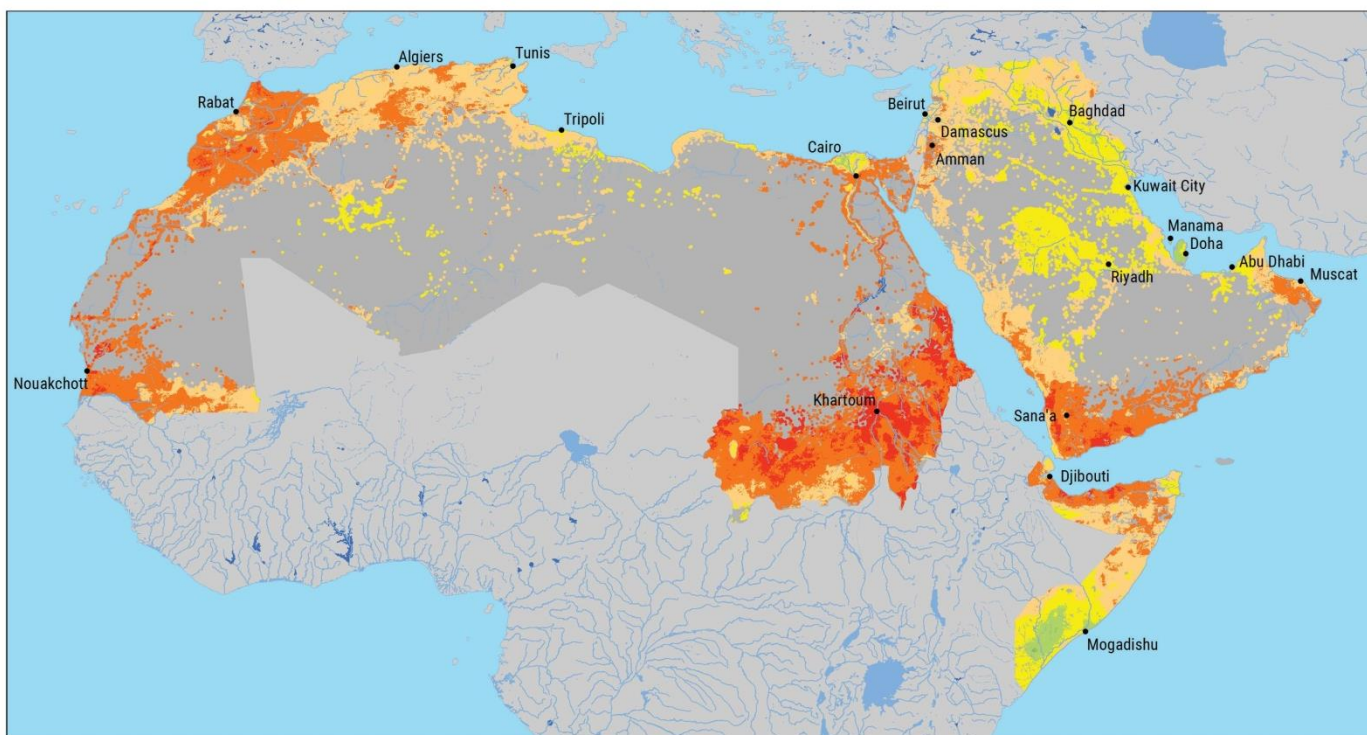 Algiers
Tunis
Rabat
Tripoli
Beirut
Baghdad
Damascus
Cairo
Amman
Kuwait City
Manama
Doha
Abu Dhabi
Muscat
Riyadh
Nouakchott
Khartoum
Sana'a
Djibouti
Mogadishu